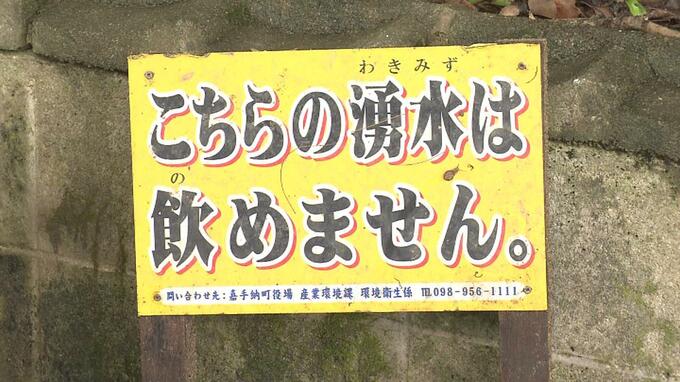 わきみず
こちらの湧水は
の
飲めません。
問い合わせ先：嘉手納町役場 産業環境課 環境衛生係 ℡098-956-1111